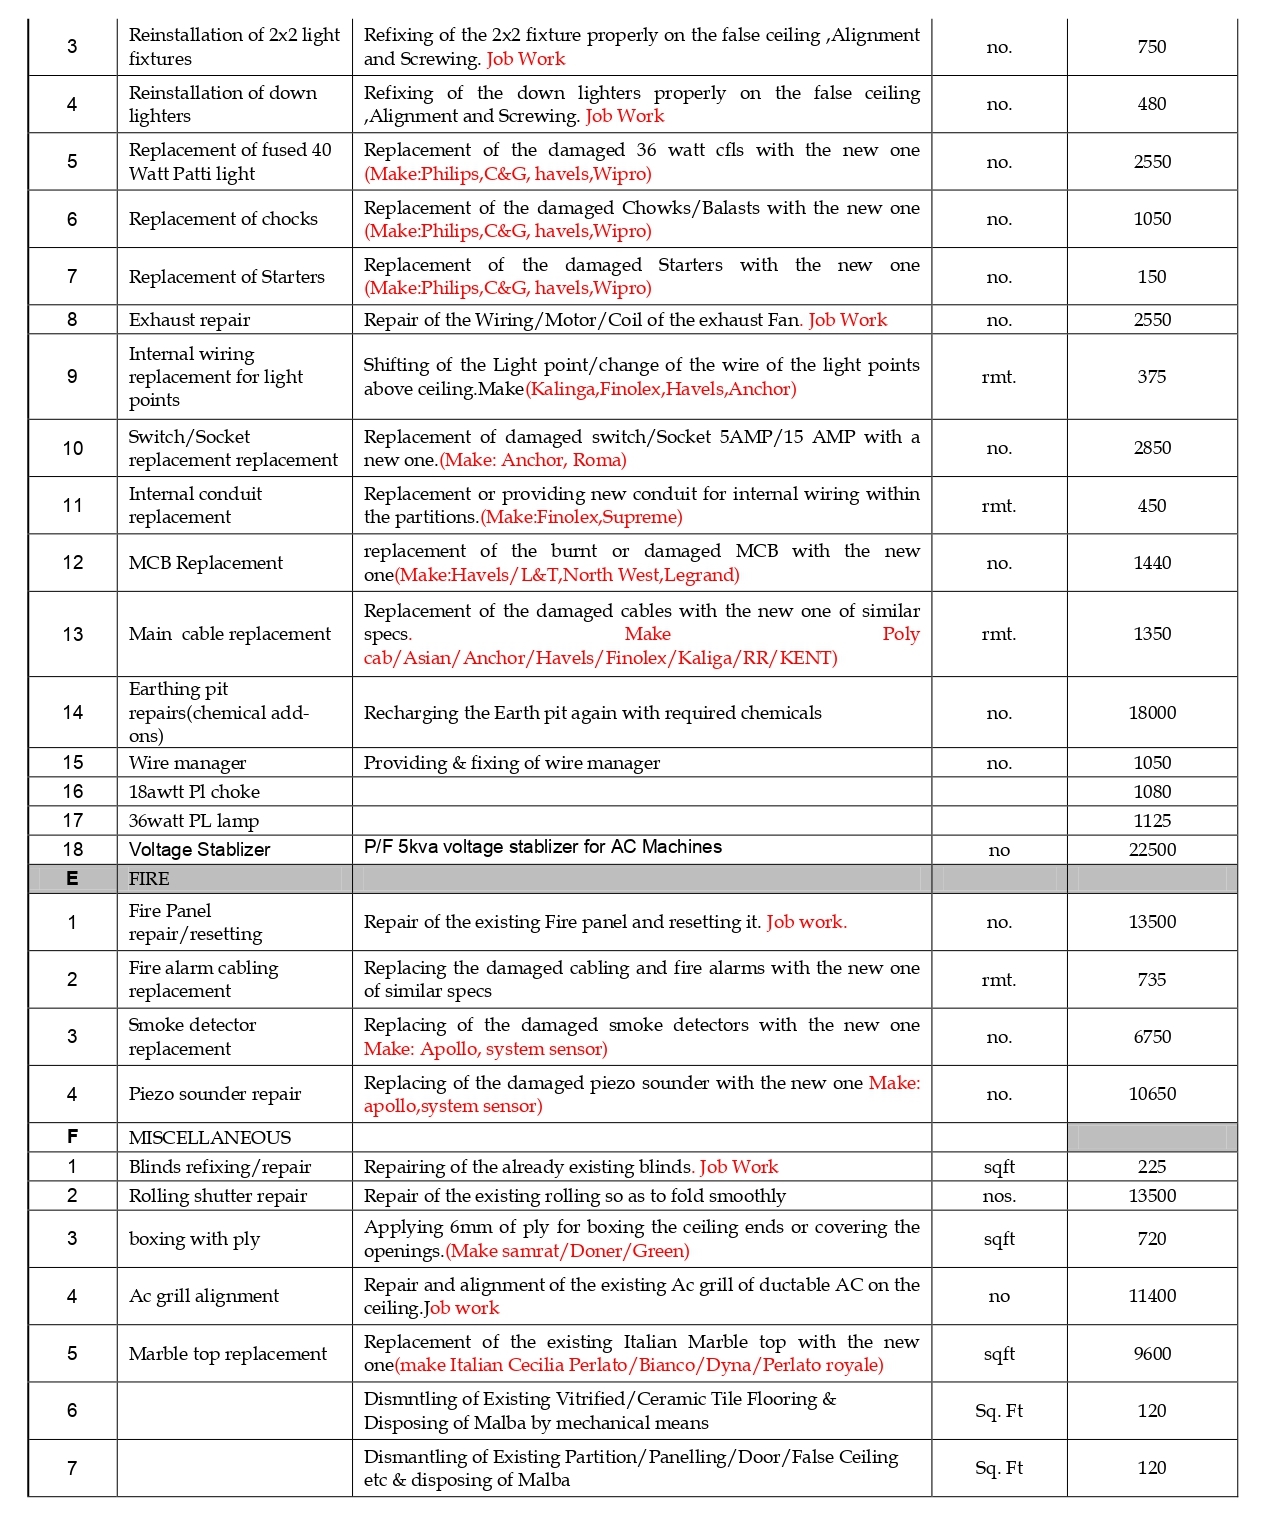 3 Reinstallation of 2x2 light fixtures Refixing of the 2x2 fixture properly on the false ceiling ,Alignment and Screwing. Job Work no. 750
4 Reinstallation of down lighters Refixing of the down lighters properly on the false ceiling ,Alignment and Screwing. Job Work no. 480
5 Replacement of fused 40 Watt Patti light Replacement of the damaged 36 watt cfls with the new one (Make:Philips,C&G, havels,Wipro) no. 2550
6 Replacement of chocks Replacement of the damaged Chowks/Balasts with the new one (Make:Philips,C&G, havels,Wipro) no. 1050
7 Replacement of Starters Replacement of the damaged Starters with the new one (Make:Philips,C&G, havels,Wipro) no. 150
8 Exhaust repair Repair of the Wiring/Motor/Coil of the exhaust Fan. Job Work no. 2550
9 Internal wiring replacement for light points Shifting of the Light point/change of the wire of the light points above ceiling.Make(Kalinga,Finolex,Havels,Anchor) rmt. 375
10 Switch/Socket replacement replacement Replacement of damaged switch/Socket 5AMP/15 AMP with a new one.(Make: Anchor, Roma) no. 2850
11 Internal conduit replacement Replacement or providing new conduit for internal wiring within the partitions.(Make:Finolex,Supreme) rmt. 450
12 MCB Replacement replacement of the burnt or damaged MCB with the new one(Make:Havels/L&T,North West,Legrand) no. 1440
13 Main cable replacement Replacement of the damaged cables with the new one of similar specs. Make Poly cab/Asian/Anchor/Havels/Finolex/Kaliga/RR/KENT) rmt. 1350
14 Earthing pit repairs(chemical add-ons) Recharging the Earth pit again with required chemicals no. 18000
15 Wire manager Providing & fixing of wire manager no. 1050
16 18awtt Pl choke 1080
17 36watt PL lamp 1125
18 Voltage Stablizer P/F 5kva voltage stablizer for AC Machines no 22500
E FIRE
1 Fire Panel repair/resetting Repair of the existing Fire panel and resetting it. Job work. no. 13500
2 Fire alarm cabling replacement Replacing the damaged cabling and fire alarms with the new one of similar specs rmt. 735
3 Smoke detector replacement Replacing of the damaged smoke detectors with the new one Make: Apollo, system sensor) no. 6750
4 Piezo sounder repair Replacing of the damaged piezo sounder with the new one Make: apollo,system sensor) no. 10650
F MISCELLANEOUS
1 Blinds refixing/repair Repairing of the already existing blinds. Job Work sqft 225
2 Rolling shutter repair Repair of the existing rolling so as to fold smoothly nos. 13500
3 boxing with ply Applying 6mm of ply for boxing the ceiling ends or covering the openings.(Make samrat/Doner/Green) sqft 720
4 Ac grill alignment Repair and alignment of the existing Ac grill of ductable AC on the ceiling.Job work no 11400
5 Marble top replacement Replacement of the existing Italian Marble top with the new one(make Italian Cecilia Perlato/Bianco/Dyna/Perlato royale) sqft 9600
6 Dismntling of Existing Vitrified/Ceramic Tile Flooring & Disposing of Malba by mechanical means Sq. Ft 120
7 Dismantling of Existing Partition/Panelling/Door/False Ceiling etc & disposing of Malba Sq. Ft 120